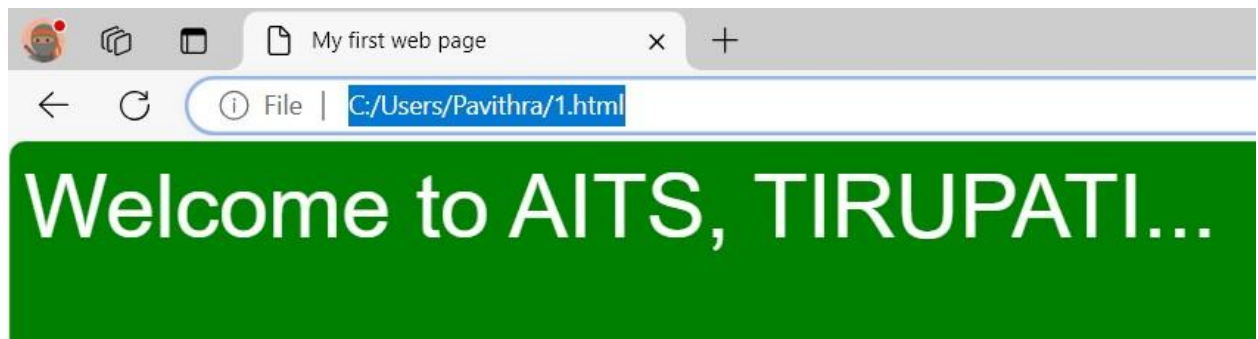 My first web page
File | C:/Users/Pavithra/1.html
Welcome to AITS, TIRUPATI...